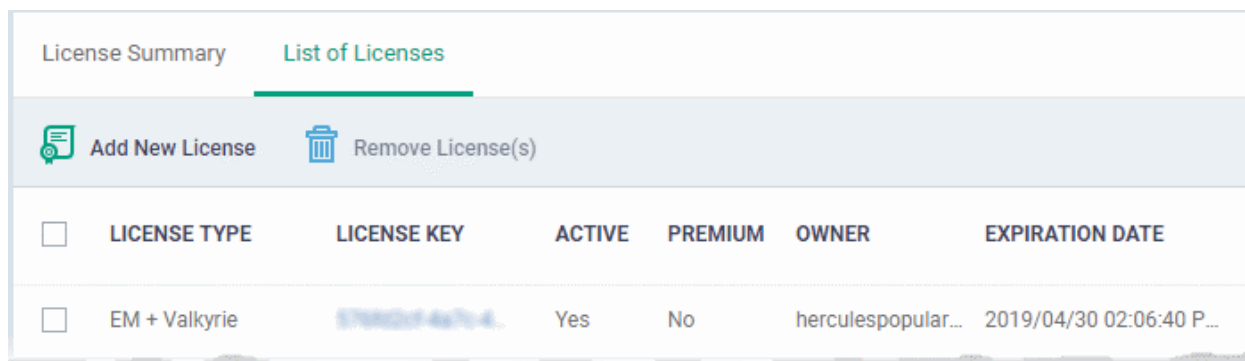 License Summary List of Licenses
Add New License Remove License(s)
LICENSE TYPE LICENSE KEY ACTIVE PREMIUM OWNER EXPIRATION DATE
EM + Valkyrie Yes No herculespopular... 2019/04/30 02:06:40 P...